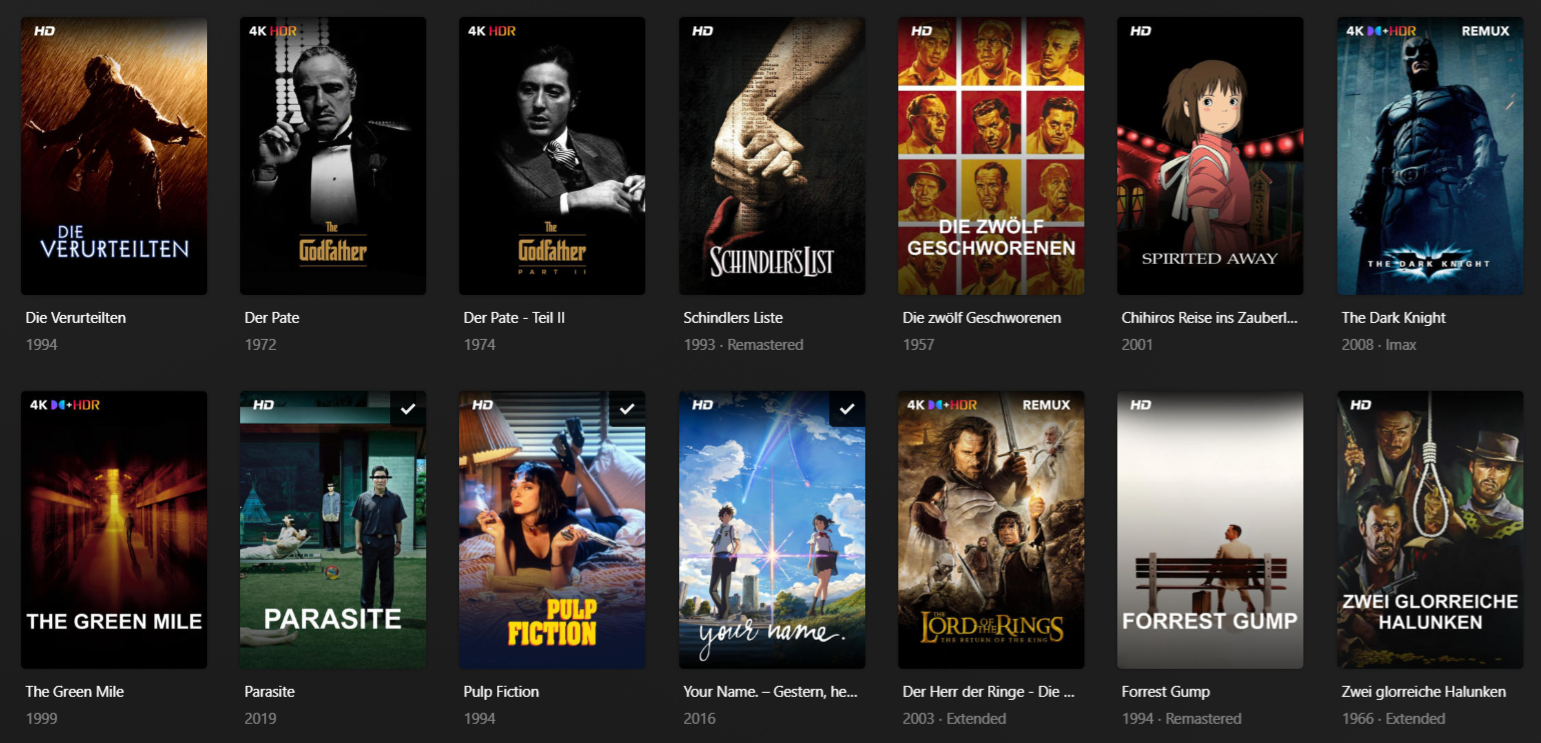 HD
DIE
VERURTEILTEN
Die Verurteilten
1994
4K HDR
The
Godfather
Der Pate
1972
4K HDR
The
Godfather
PART II
Der Pate - Teil II
1974
HD
SCHINDLER'S LIST
Schindlers Liste
1993 · Remastered
HD
DIE ZWÖLF
GESCHWORENEN
Die zwölf Geschworenen
1957
HD
SPIRITED AWAY
Chihiros Reise ins Zauberl...
2001
4K +HDR REMUX
THE DARK KNIGHT
The Dark Knight
2008 · Imax
4K +HDR
THE GREEN MILE
The Green Mile
1999
HD
PARASITE
Parasite
2019
HD
PULP
FICTION
Pulp Fiction
1994
HD
your name.
Your Name. – Gestern, he...
2016
4K +HDR REMUX
THE
LORD OF THE RINGS
THE RETURN OF THE KING
Der Herr der Ringe - Die ...
2003 · Extended
HD
FORREST GUMP
Forrest Gump
1994 · Remastered
HD
ZWEI GLORREICHE
HALUNKEN
Zwei glorreiche Halunken
1966 · Extended